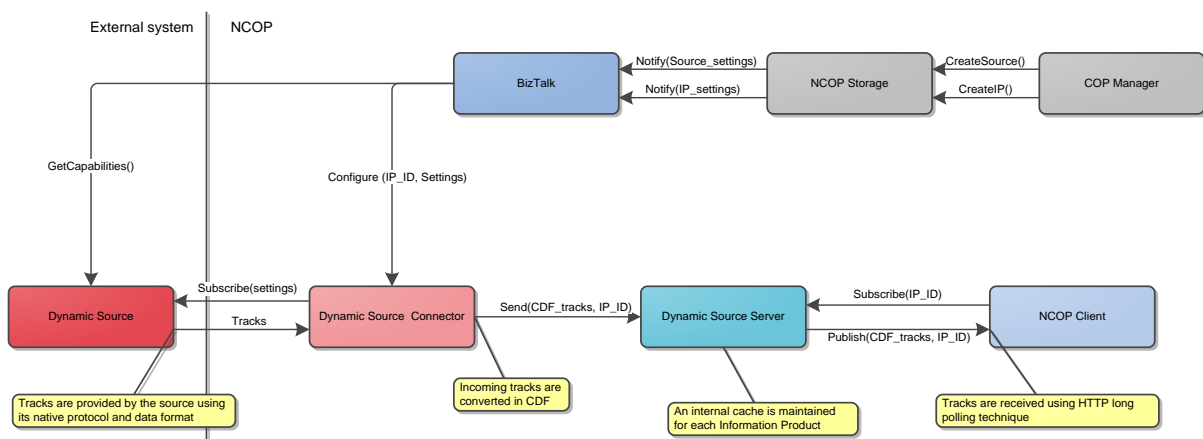 External system
NCOP
BizTalk
Notify(Source_settings)
Notify(IP_settings)
NCOP Storage
CreateSource()
CreateIP()
COP Manager
GetCapabilities()
Configure (IP_ID, Settings)
Dynamic Source
Subscribe(settings)
Tracks
Dynamic Source Connector
Send(CDF_tracks, IP_ID)
Dynamic Source Server
Subscribe(IP_ID)
Publish(CDF_tracks, IP_ID)
NCOP Client
Tracks are provided by the source using
its native protocol and data format
Incoming tracks are
converted in CDF
An internal cache is maintained
for each Information Product
Tracks are received using HTTP long
polling technique